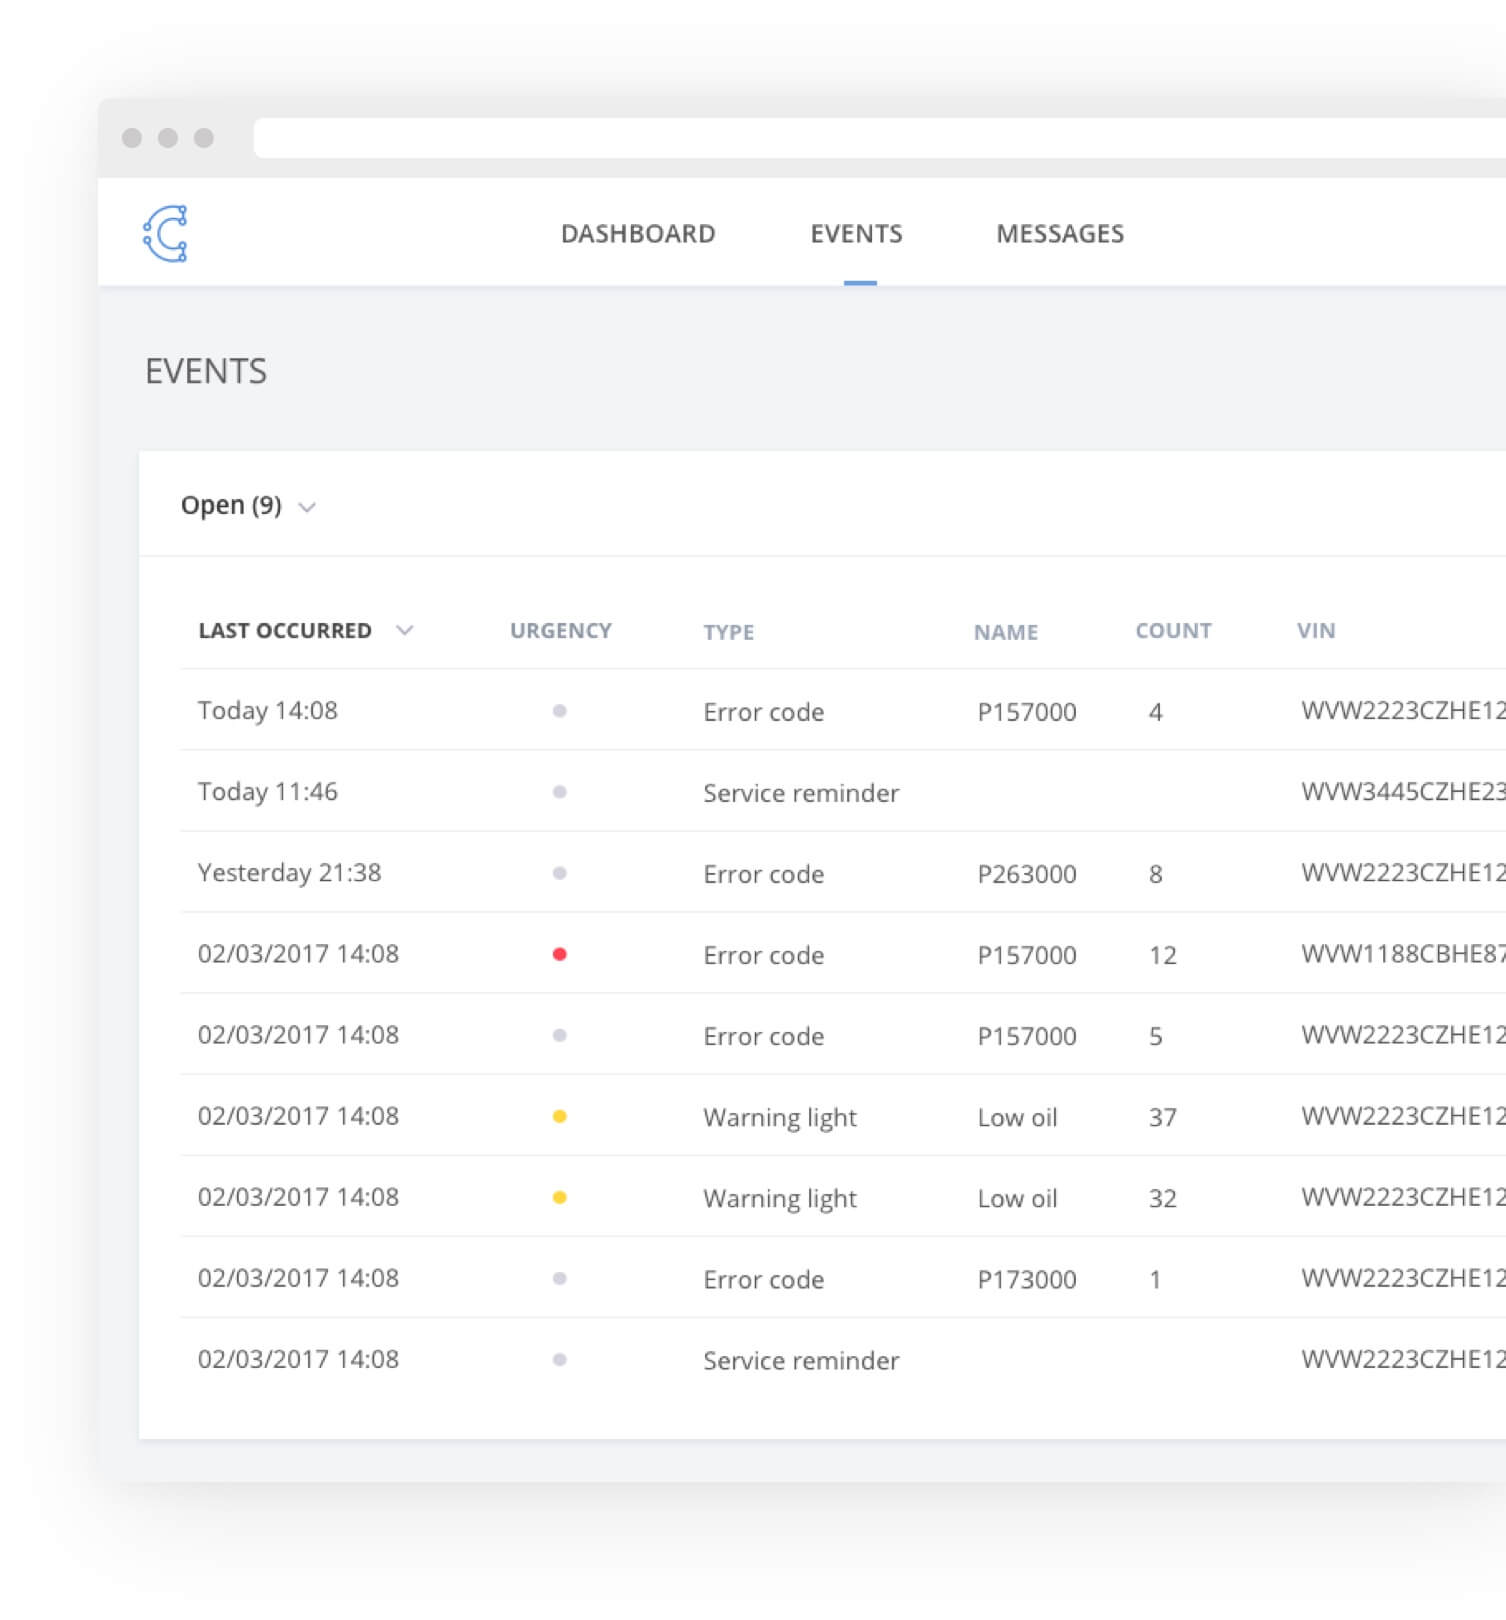 DASHBOARD EVENTS MESSAGES
EVENTS
Open (9)
LAST OCCURRED URGENCY TYPE NAME COUNT VIN
Today 14:08 Error code P157000 4 WVW2223CZHE12
Today 11:46 Service reminder WVW3445CZHE23
Yesterday 21:38 Error code P263000 8 WVW2223CZHE12
02/03/2017 14:08 Error code P157000 12 WVW1188CBHE87
02/03/2017 14:08 Error code P157000 5 WVW2223CZHE12
02/03/2017 14:08 Warning light Low oil 37 WVW2223CZHE12
02/03/2017 14:08 Warning light Low oil 32 WVW2223CZHE12
02/03/2017 14:08 Error code P173000 1 WVW2223CZHE12
02/03/2017 14:08 Service reminder WVW2223CZHE12